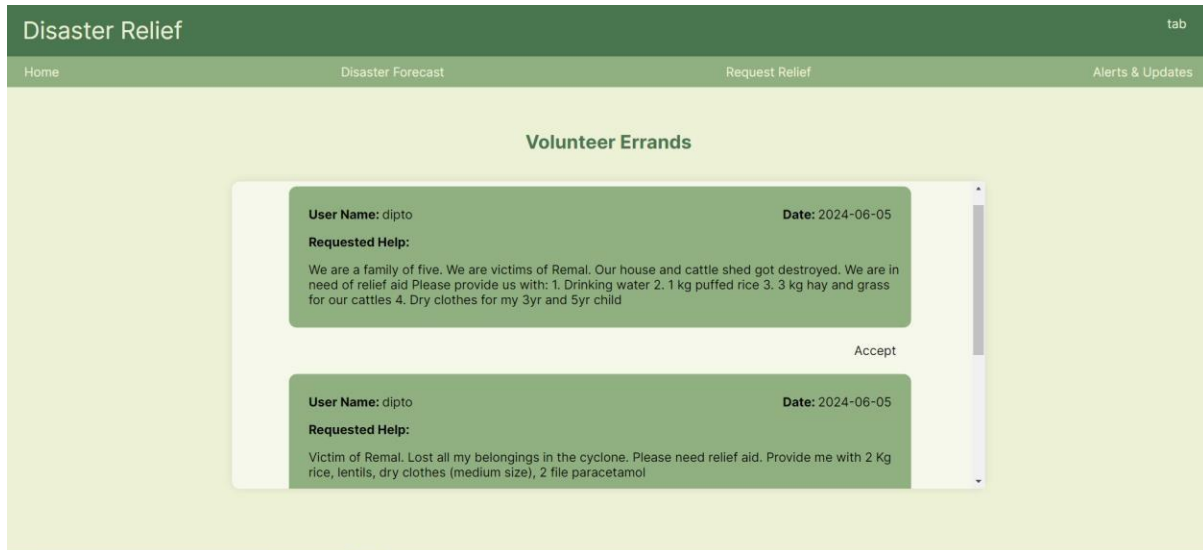 Disaster Relief
tab
Home Disaster Forecast Request Relief Alerts & Updates
Volunteer Errands
User Name: dipto Date: 2024-06-05
Requested Help:
We are a family of five. We are victims of Remal. Our house and cattle shed got destroyed. We are in
need of relief aid Please provide us with: 1. Drinking water 2. 1 kg puffed rice 3. 3 kg hay and grass
for our cattles 4. Dry clothes for my 3yr and 5yr child
Accept
User Name: dipto Date: 2024-06-05
Requested Help:
Victim of Remal. Lost all my belongings in the cyclone. Please need relief aid. Provide me with 2 Kg
rice, lentils, dry clothes (medium size), 2 file paracetamol